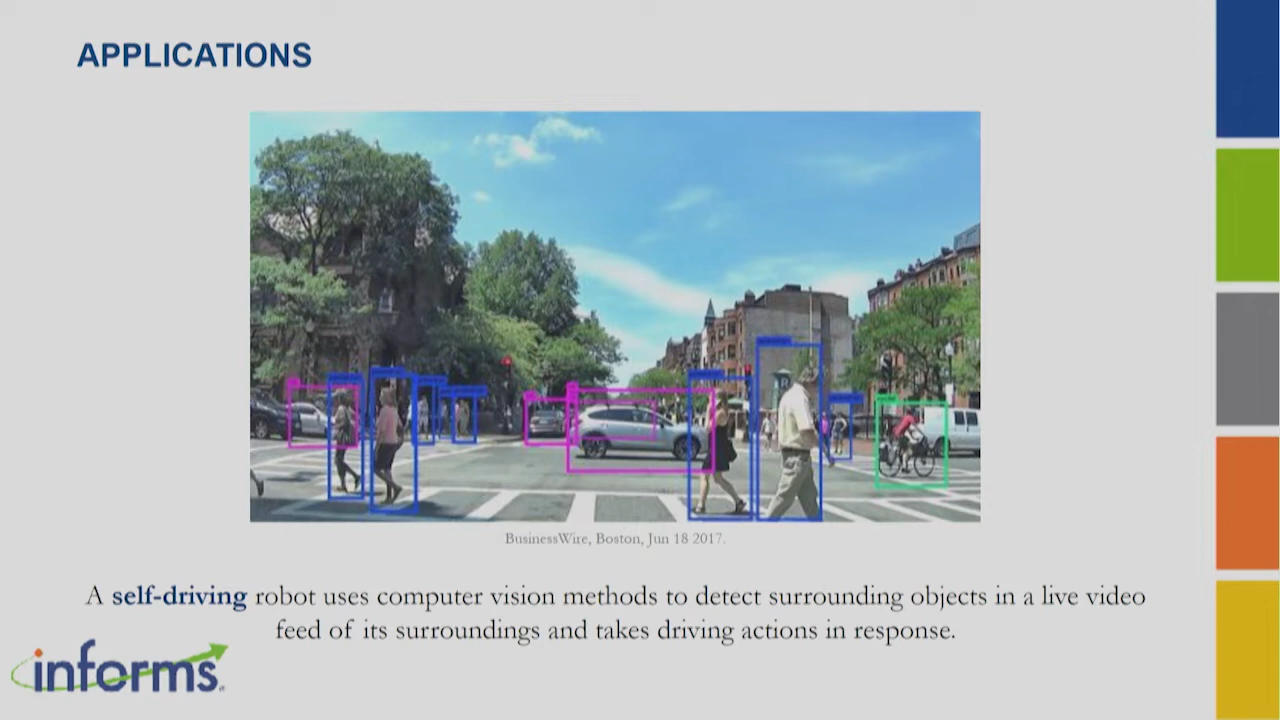 APPLICATIONS
BusinessWire, Boston, Jun 18 2017.
A self-driving robot uses computer vision methods to detect surrounding objects in a live video
feed of its surroundings and takes driving actions in response.
informs